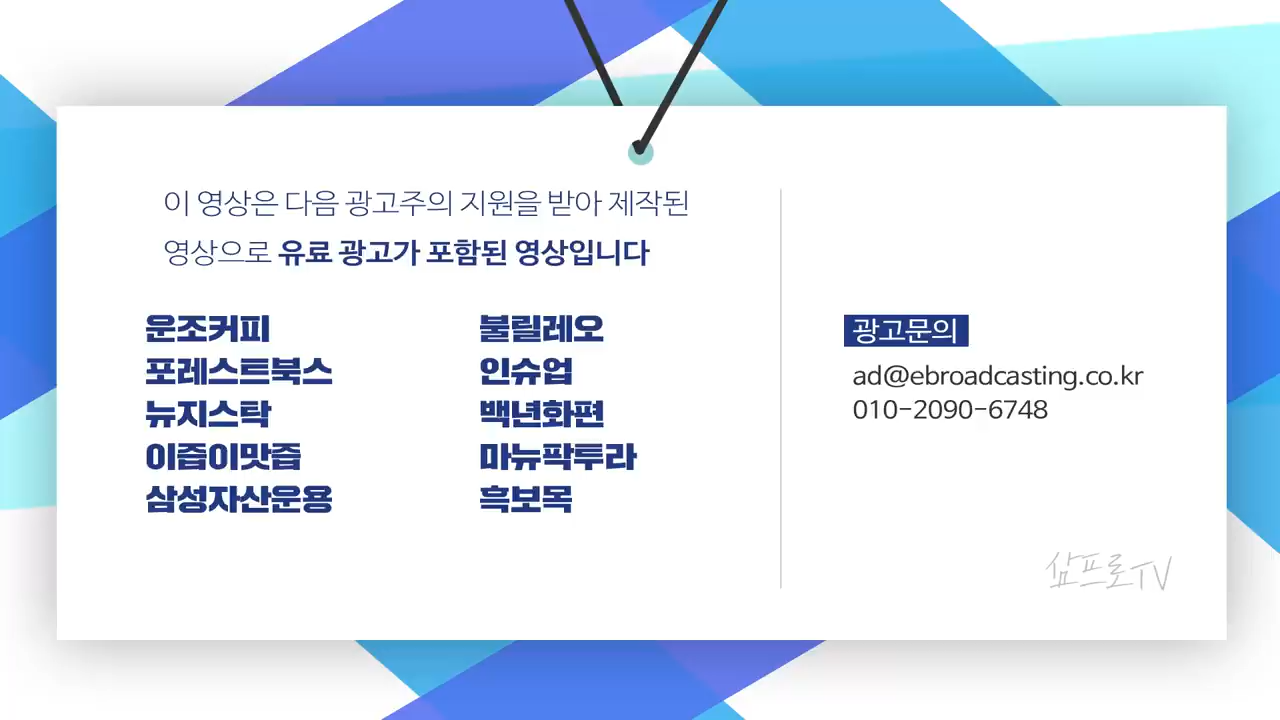 이 영상은 다음 광고주의 지원을 받아 제작된
영상으로 유료 광고가 포함된 영상입니다
운조커피
포레스트북스
뉴지스탁
이즙이맛즙
삼성자산운용
불릴레오
인슈업
백년화편
마뉴팍투라
흑보목
광고문의
ad@ebroadcasting.co.kr
010-2090-6748
삼프로TV